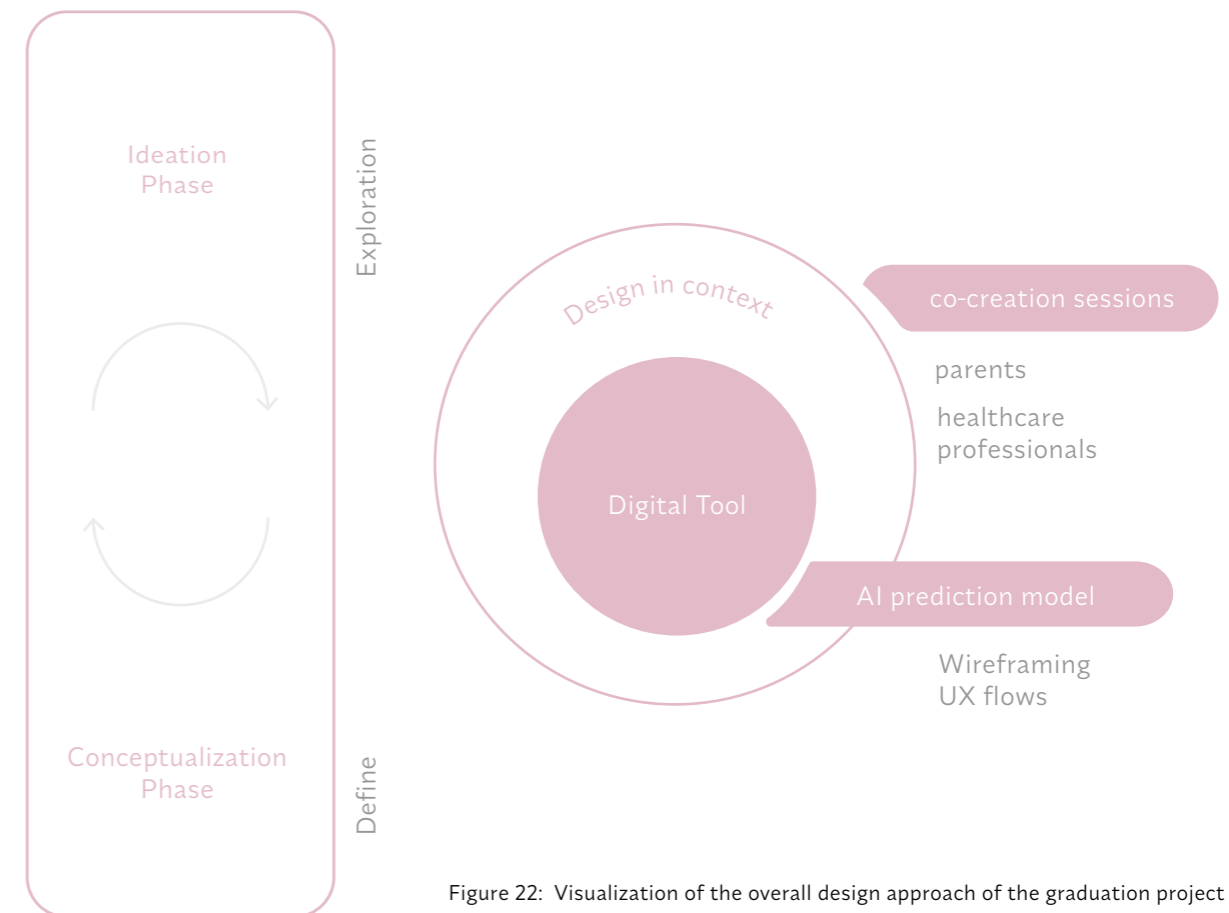 Ideation
Phase
Exploration
Conceptualization
Phase
Define
Design in context
Digital Tool
co-creation sessions
parents
healthcare
professionals
AI prediction model
Wireframing
UX flows
Figure 22: Visualization of the overall design approach of the graduation project